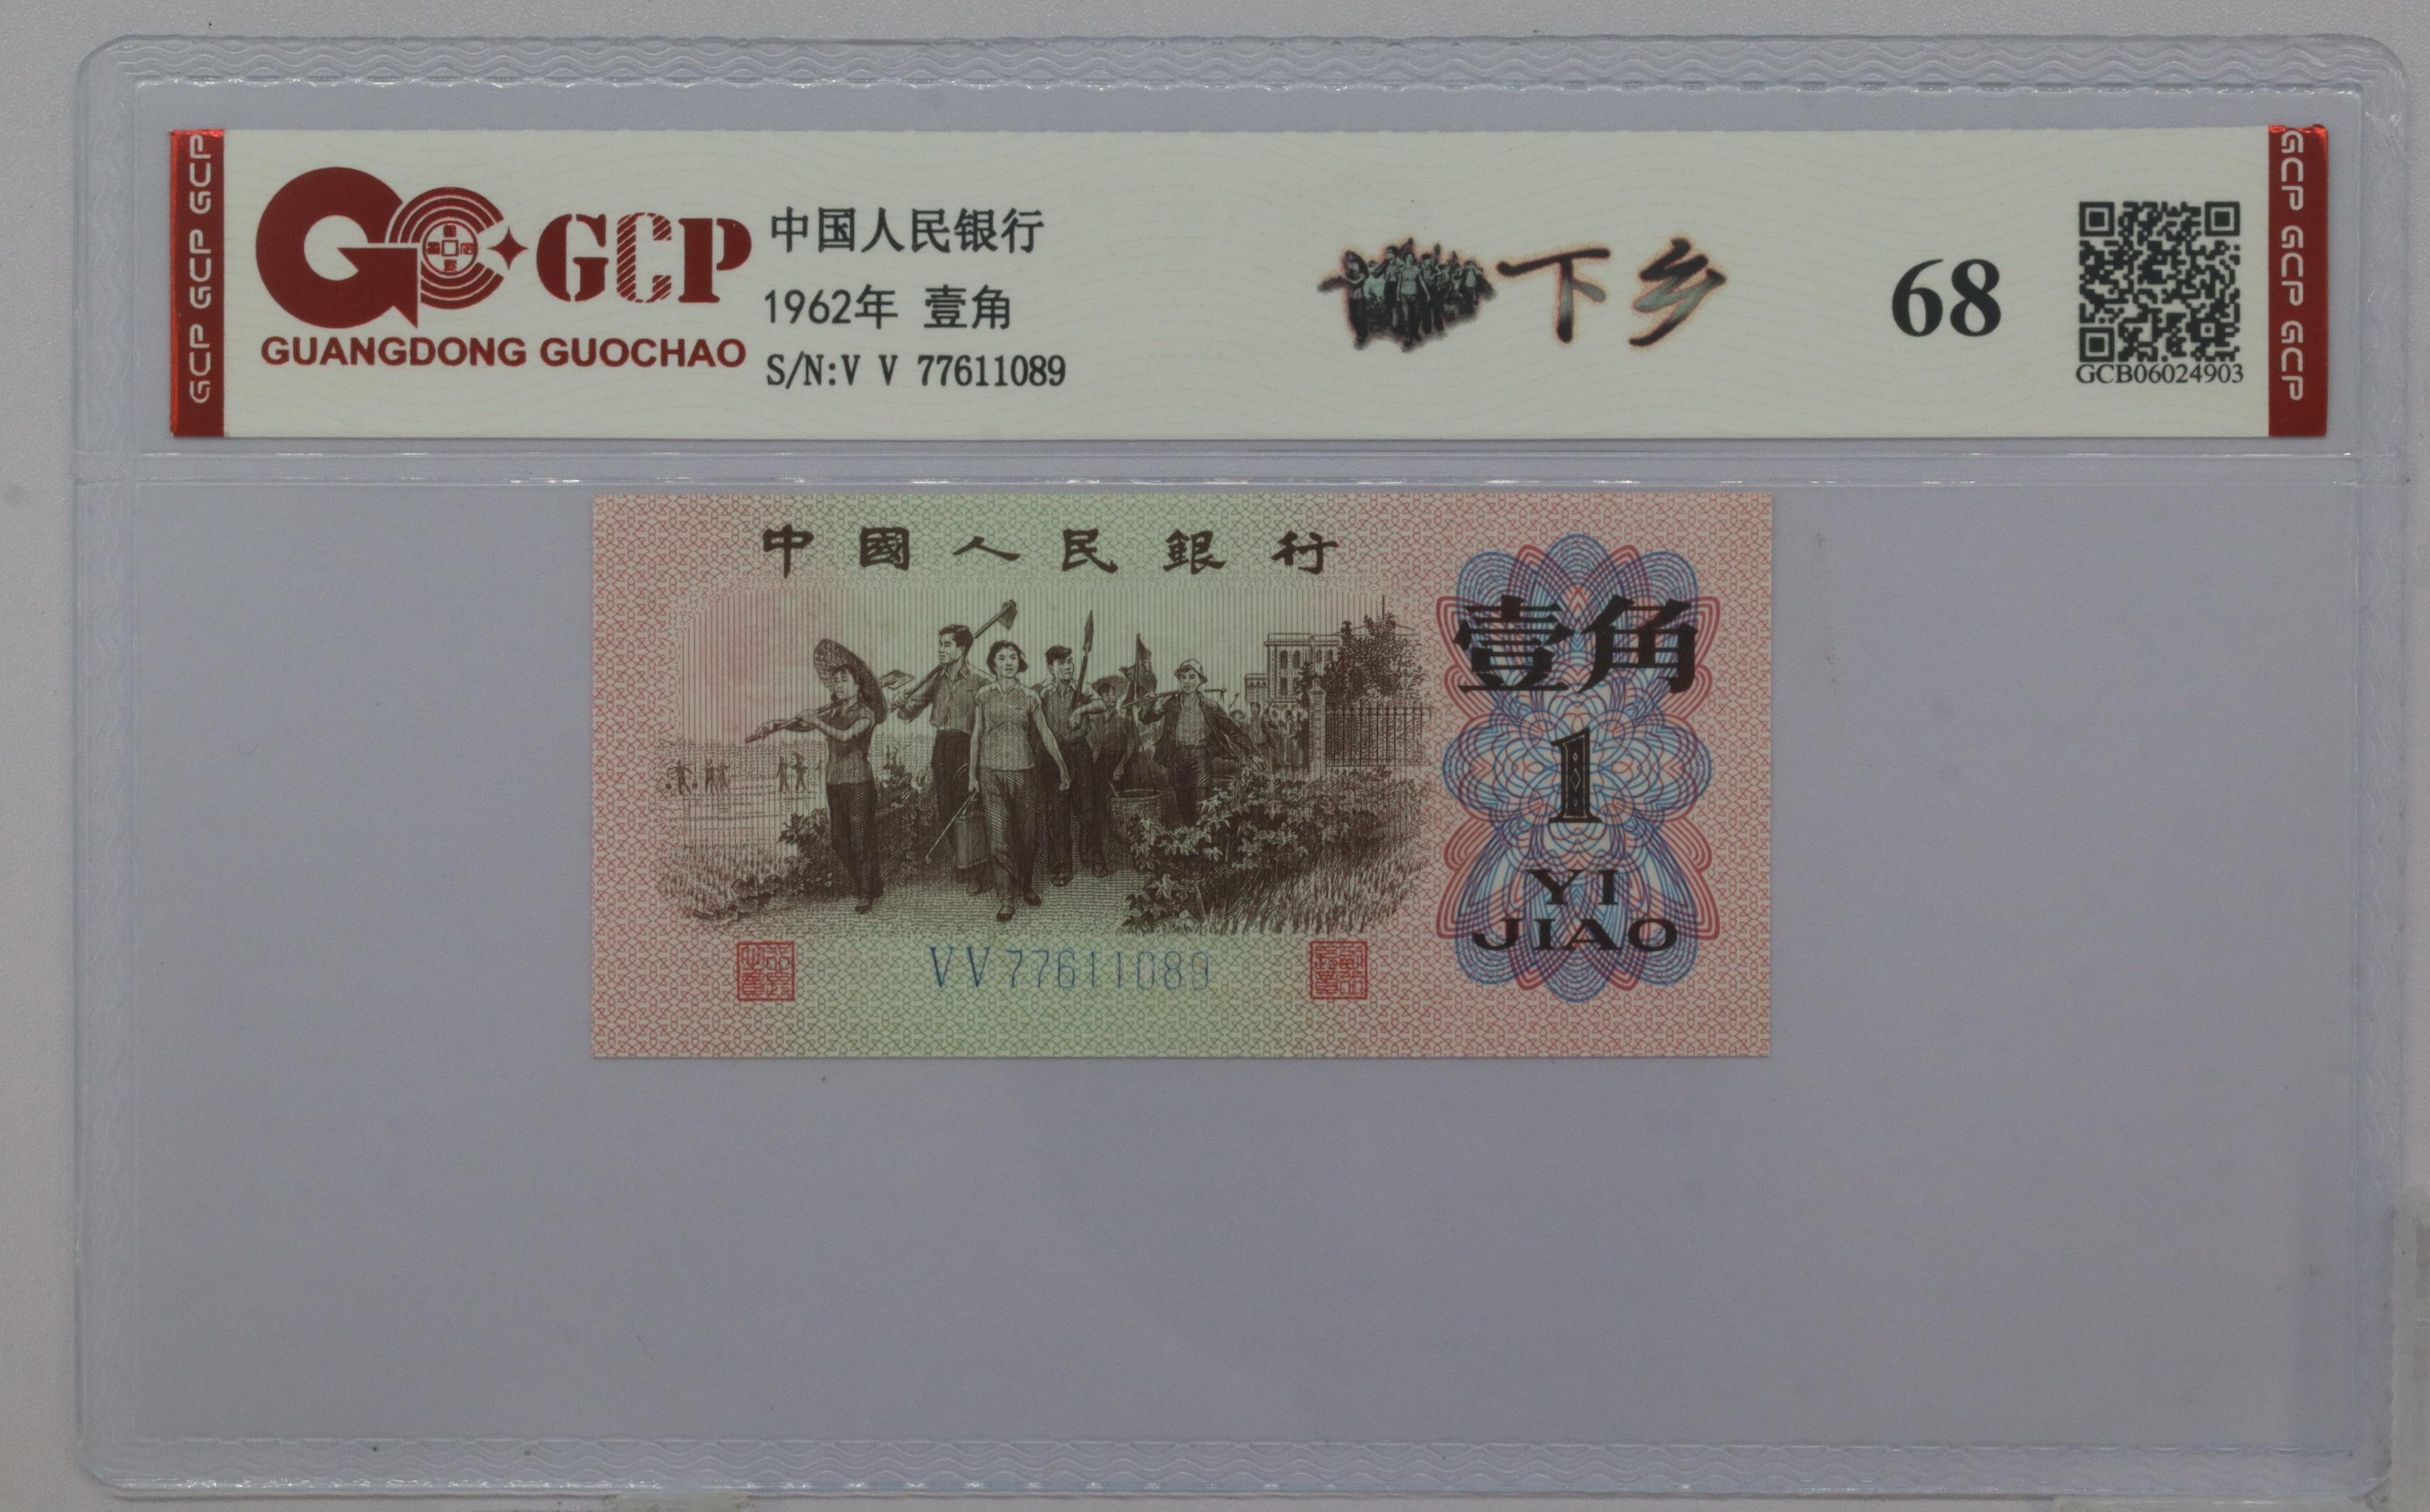 GCP GCP GCP
GCP
GUANGDONG GUOCHAO
中国人民银行
1962年 壹角
S/N:V V 77611089
下乡
68
GCB06024903
GCP GCP GCP
中國人民銀行
壹角
1
YI
JIAO
VV77611089